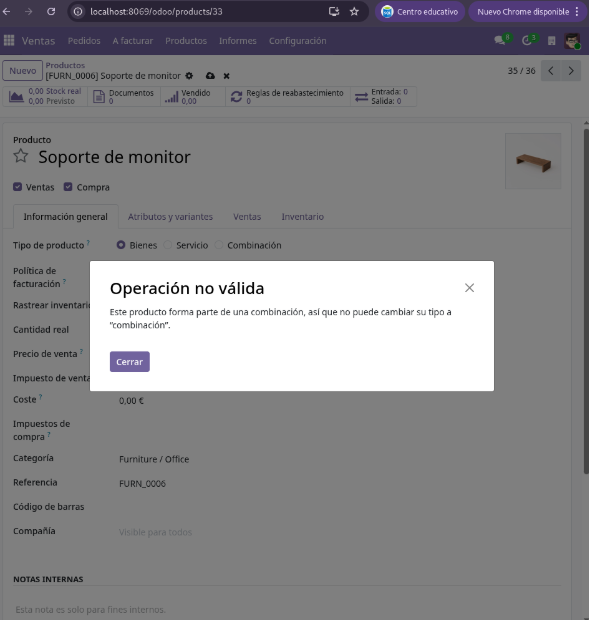 localhost:8069/odoo/products/33
Centro educativo
Nuevo Chrome disponible
Ventas
Pedidos
A facturar
Productos
Informes
Configuración
Nuevo
Productos
[FURN_0006] Soporte de monitor
35 / 36
0,00 Stock real
0,00 Previsto
Documentos
0
Vendido
0,00
Reglas de reabastecimiento
0
Entrada: 0
Salida: 0
Producto
Soporte de monitor
Ventas
Compra
Información general
Atributos y variantes
Ventas
Inventario
Tipo de producto ?
Bienes
Servicio
Combinación
Política de
facturación ?
Rastrear inventario
Cantidad real
Precio de venta ?
Impuesto de venta
Operación no válida
Este producto forma parte de una combinación, así que no puede cambiar su tipo a
“combinación”.
Cerrar
Coste ?
0,00 €
Impuestos de
compra ?
Categoría
Furniture / Office
Referencia
FURN_0006
Código de barras
Compañía
Visible para todos
NOTAS INTERNAS
Esta nota es solo para fines internos.